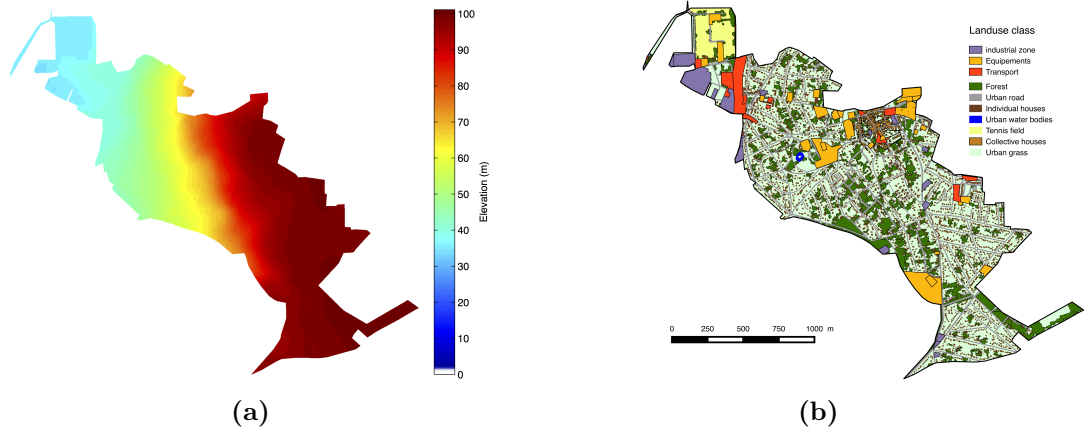 100
90
80
70
60
50
40
30
20
10
0
Elevation (m)
Landuse class
industrial zone
Equipements
Transport
Forest
Urban road
Individual houses
Urban water bodies
Tennis field
Collective houses
Urban grass
0 250 500 750 1000 m
(a)
(b)